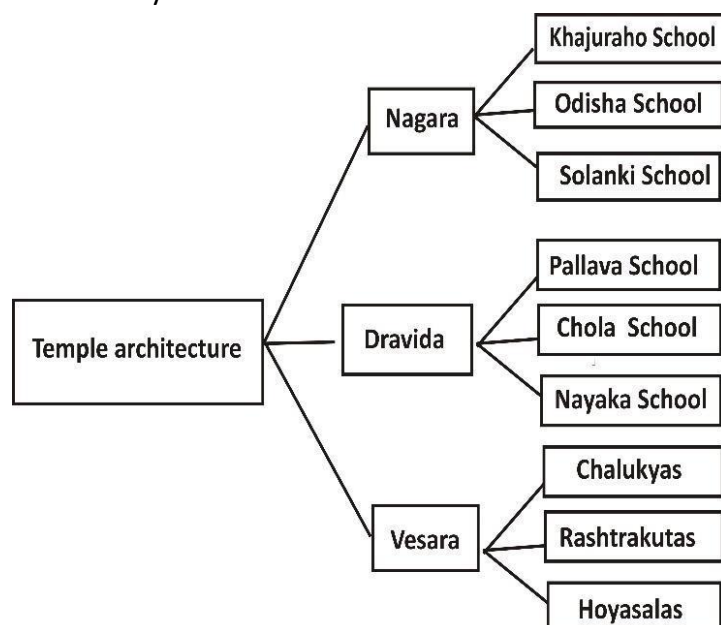 Temple architecture
Nagara
Khajuraho School
Odisha School
Solanki School
Dravida
Pallava School
Chola School
Nayaka School
Vesara
Chalukyas
Rashtrakutas
Hoyasalas